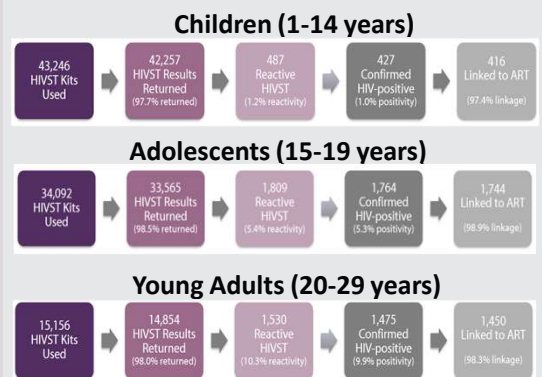 Children (1-14 years)
43,246
HIVST Kits
Used
42,257
HIVST Results
Returned
(97.7% returned)
487
Reactive
HIVST
(1.2% reactivity)
427
Confirmed
HIV-positive
(1.0% positivity)
416
Linked to ART
(97.4% linkage)
Adolescents (15-19 years)
34,092
HIVST Kits
Used
33,565
HIVST Results
Returned
(98.5% returned)
1,809
Reactive
HIVST
(5.4% reactivity)
1,764
Confirmed
HIV-positive
(5.3% positivity)
1,744
Linked to ART
(98.9% linkage)
Young Adults (20-29 years)
15,156
HIVST Kits
Used
14,854
HIVST Results
Returned
(98.0% returned)
1,530
Reactive
HIVST
(10.3% reactivity)
1,475
Confirmed
HIV-positive
(9.9% positivity)
1,450
Linked to ART
(98.3% linkage)